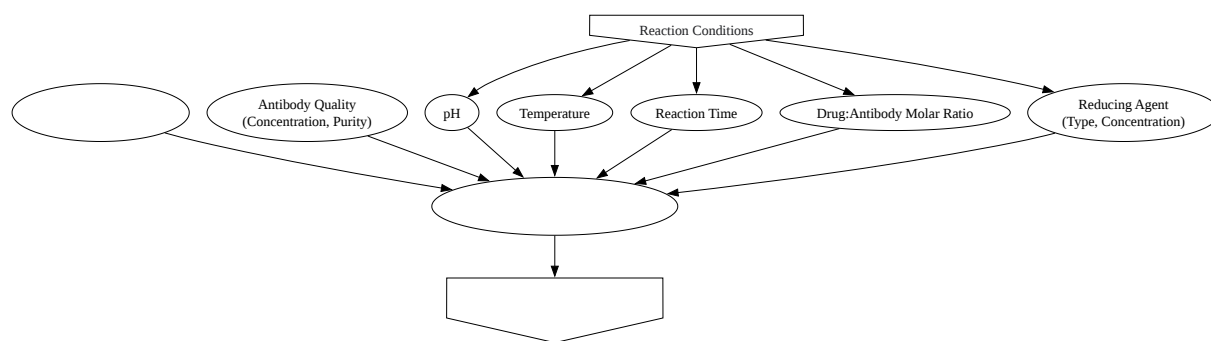 Reaction Conditions
Antibody Quality
(Concentration, Purity)
pH
Temperature
Reaction Time
Drug:Antibody Molar Ratio
Reducing Agent
(Type, Concentration)